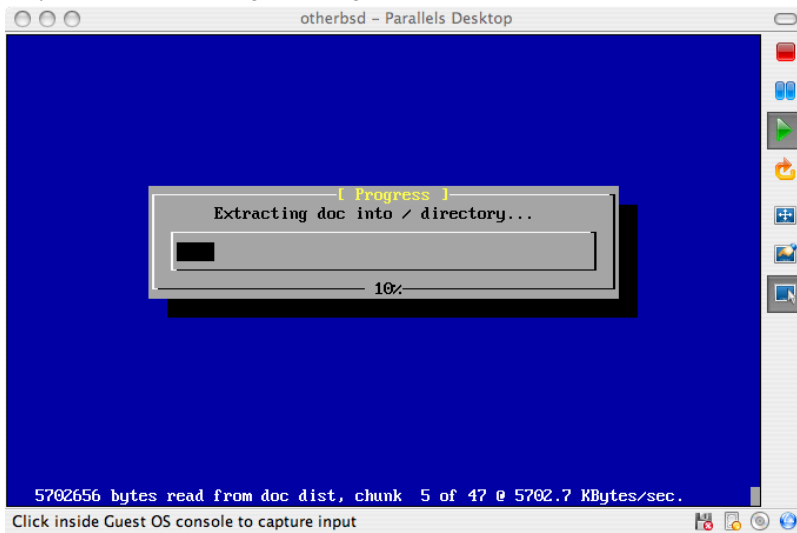 otherbsd – Parallels Desktop
[ Progress ]
Extracting doc into / directory...
10%
5702656 bytes read from doc dist, chunk  5 of 47 @ 5702.7 KBytes/sec.
Click inside Guest OS console to capture input